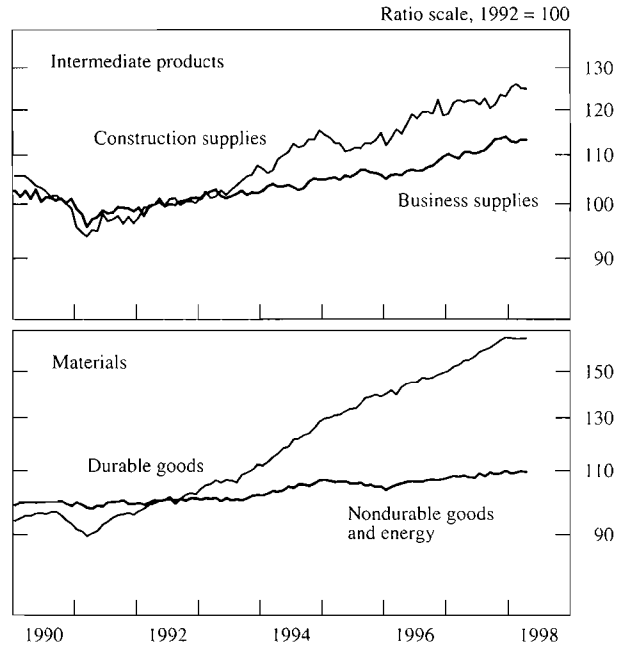 Ratio scale, 1992 = 100
Intermediate products
130
120
Construction supplies
110
Business supplies
100
90
Materials
150
130
Durable goods
110
Nondurable goods
and energy
90
1990 1992 1994 1996 1998